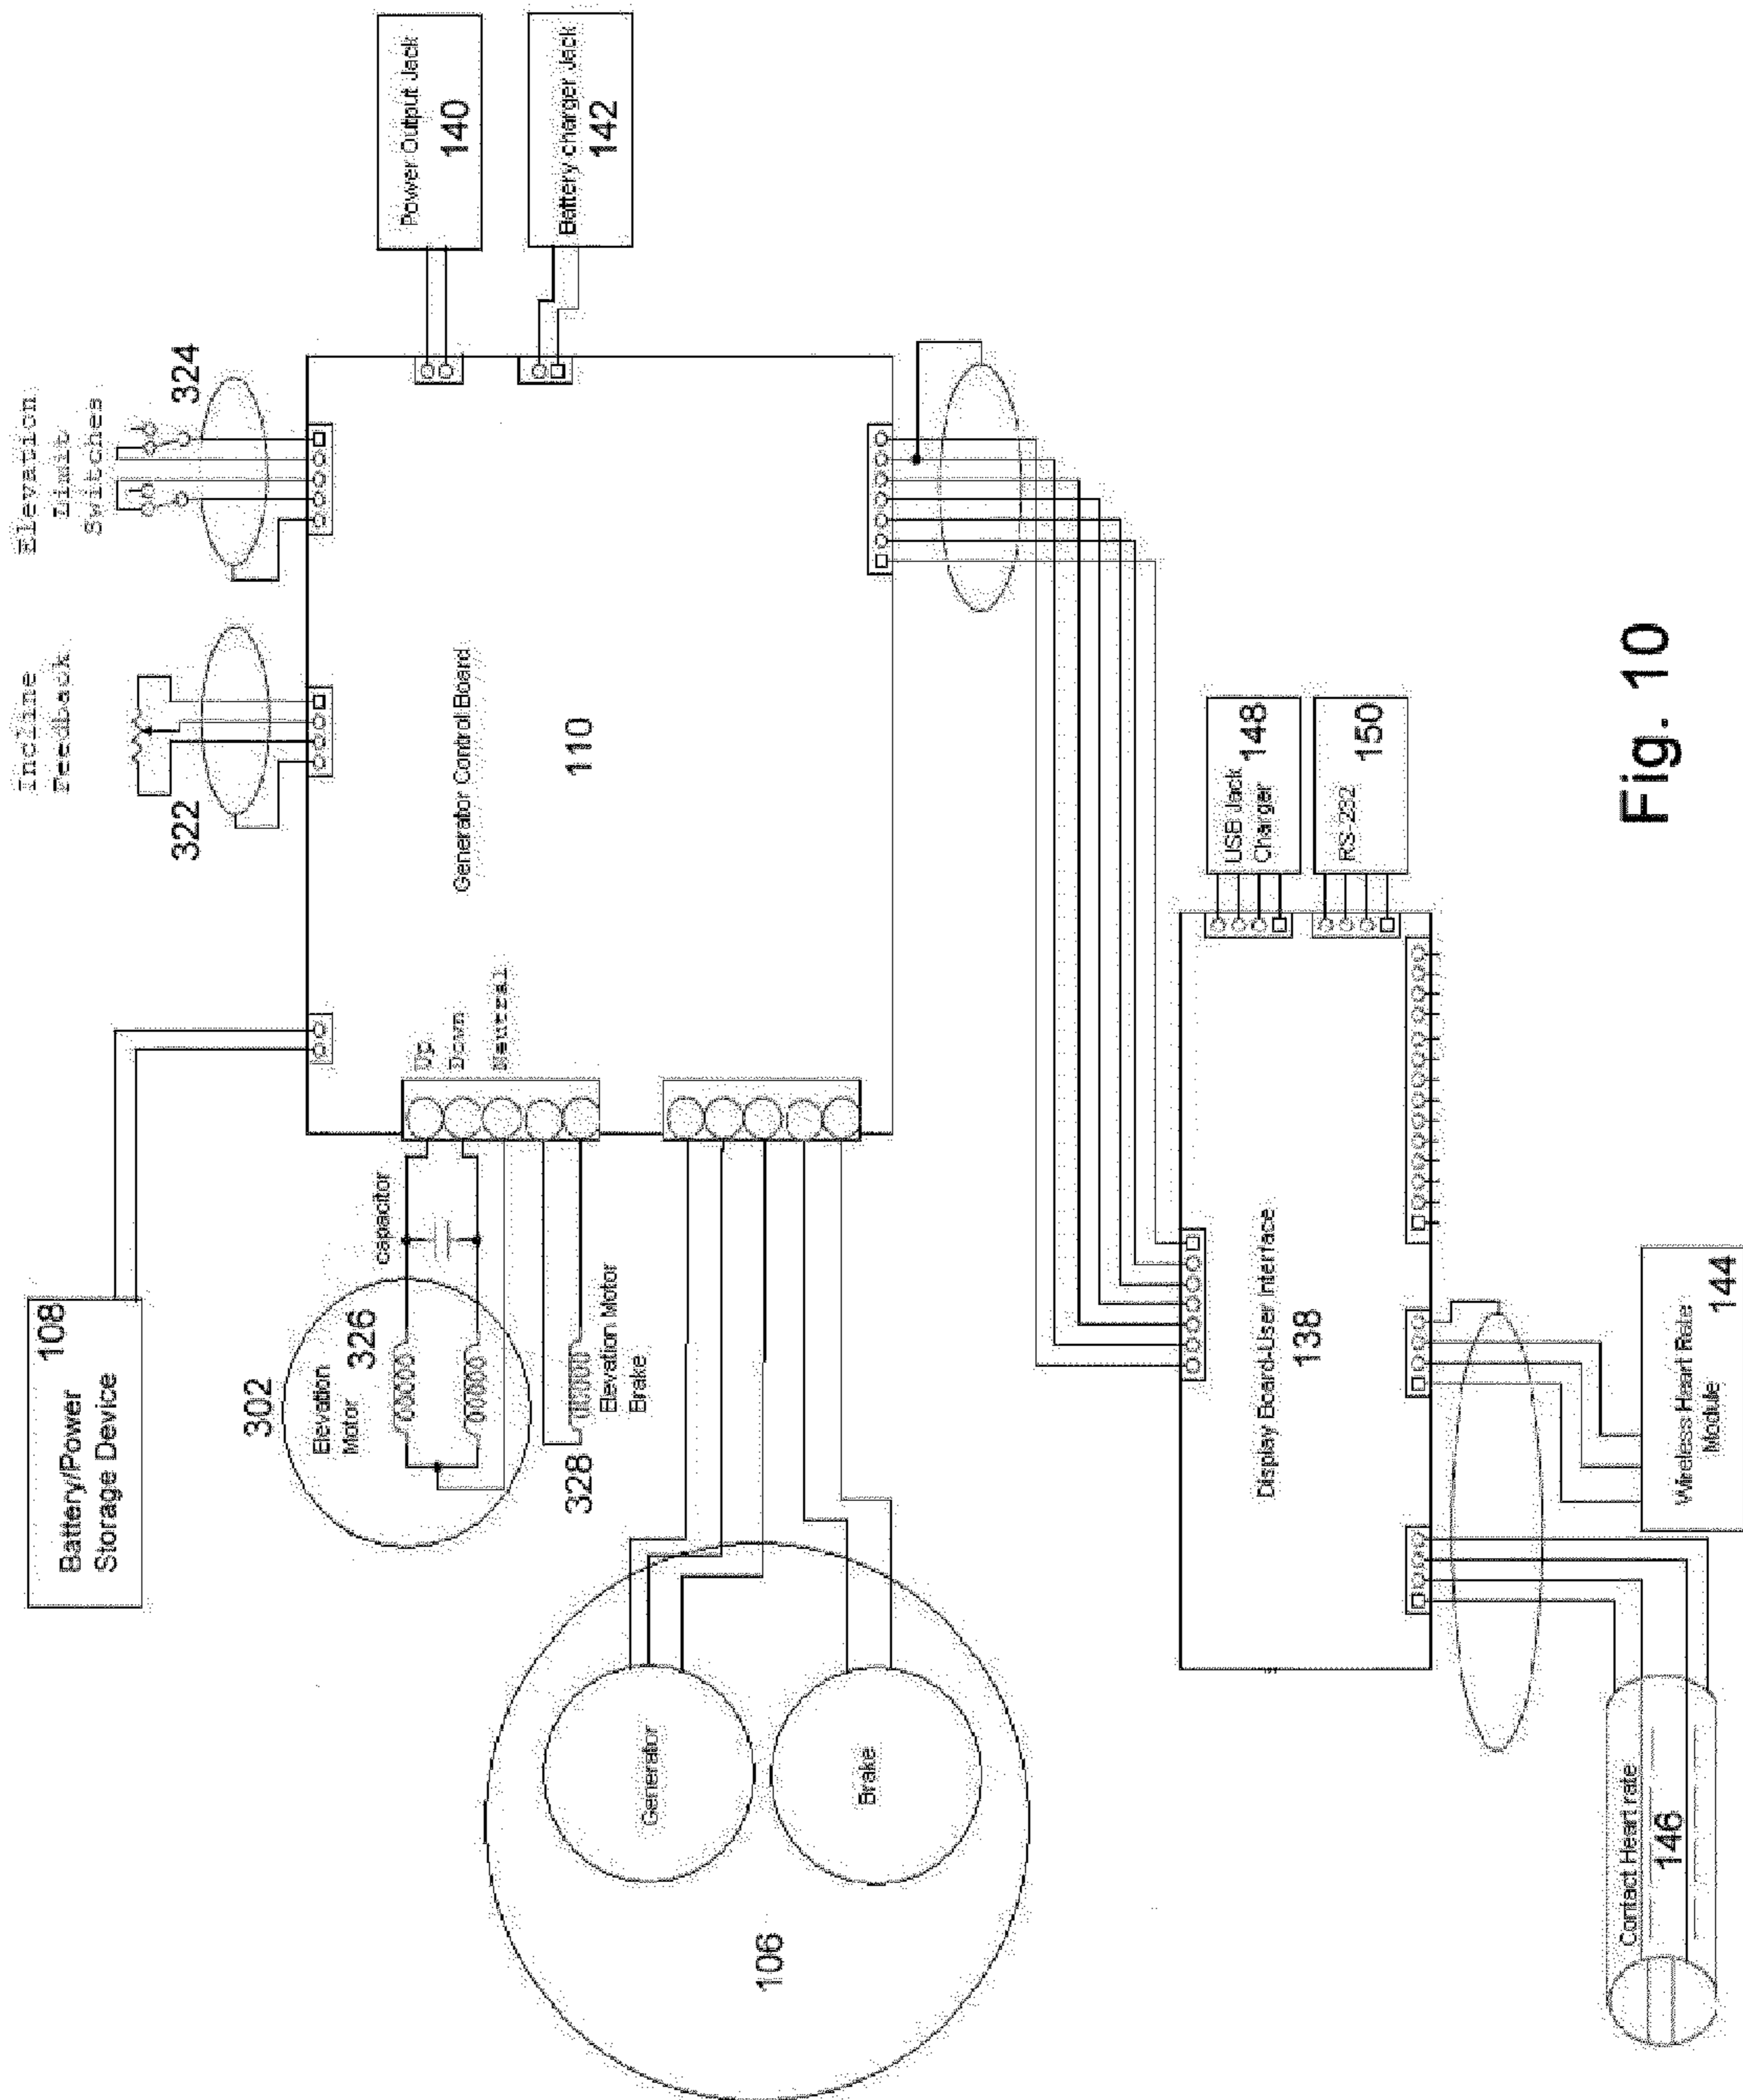 Battery/Power
Storage Device
108
302
Elevation
Motor
326
capacitor
328
Elevation Motor
Brake
Up
Down
Neutral
Incline
Feedback
322
Elevation
Limit
Switches
324
Generator Control Board
110
Power Output Jack
140
Battery charger Jack
142
Generator
Brake
106
Display Board-User Interface
138
USB Jack
Charger
148
RS-232
150
Contact Heart rate
146
Wireless Heart Rate
Module
144
Fig. 10